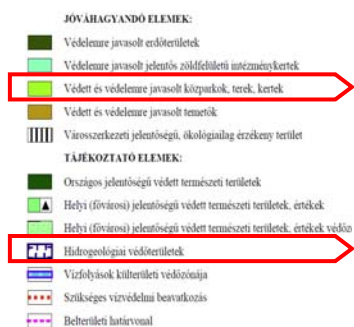 JÓVÁHAGYANDÓ ELEMEK:
Védelemre javasolt erdőterületek
Védelemre javasolt jelentős zöldfelületű intézménykertek
Védett és védelemre javasolt közparkok, terek, kertek
Védett és védelemre javasolt temetők
Városszerkezeti jelentőségű, ökológiailag érzékeny terület
TÁJÉKOZTATÓ ELEMEK:
Országos jelentőségű védett természeti területek
Helyi (fővárosi) jelentőségű védett természeti területek, értékek
Helyi (fővárosi) jelentőségű védett természeti területek, értékek védőz
Hidrogeológiai védőterületek
Vízfolyások külterületi védőzónája
Szükséges vízvédelmi beavatkozás
Belterületi határvonal